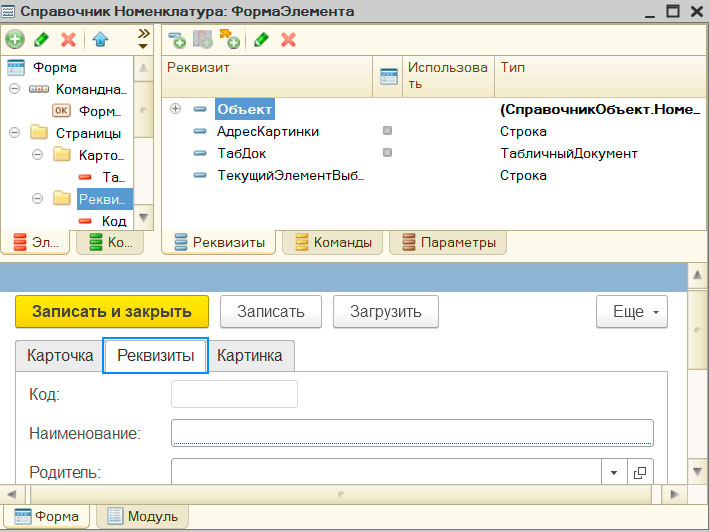 Справочник Номенклатура: ФормаЭлемента
Форма
Командна...
OK Форм...
Страницы
Карто...
Та...
Рекви...
Код
Эл...
Ко...
Реквизит
Использова
ть
Тип
Объект
(СправочникОбъект.Номе...
АдресКартинки
Строка
ТабДок
ТабличныйДокумент
ТекущийЭлементВыб...
Строка
Реквизиты
Команды
Параметры
Записать и закрыть
Записать
Загрузить
Еще
Карточка
Реквизиты
Картинка
Код:
Наименование:
Родитель:
Форма
Модуль